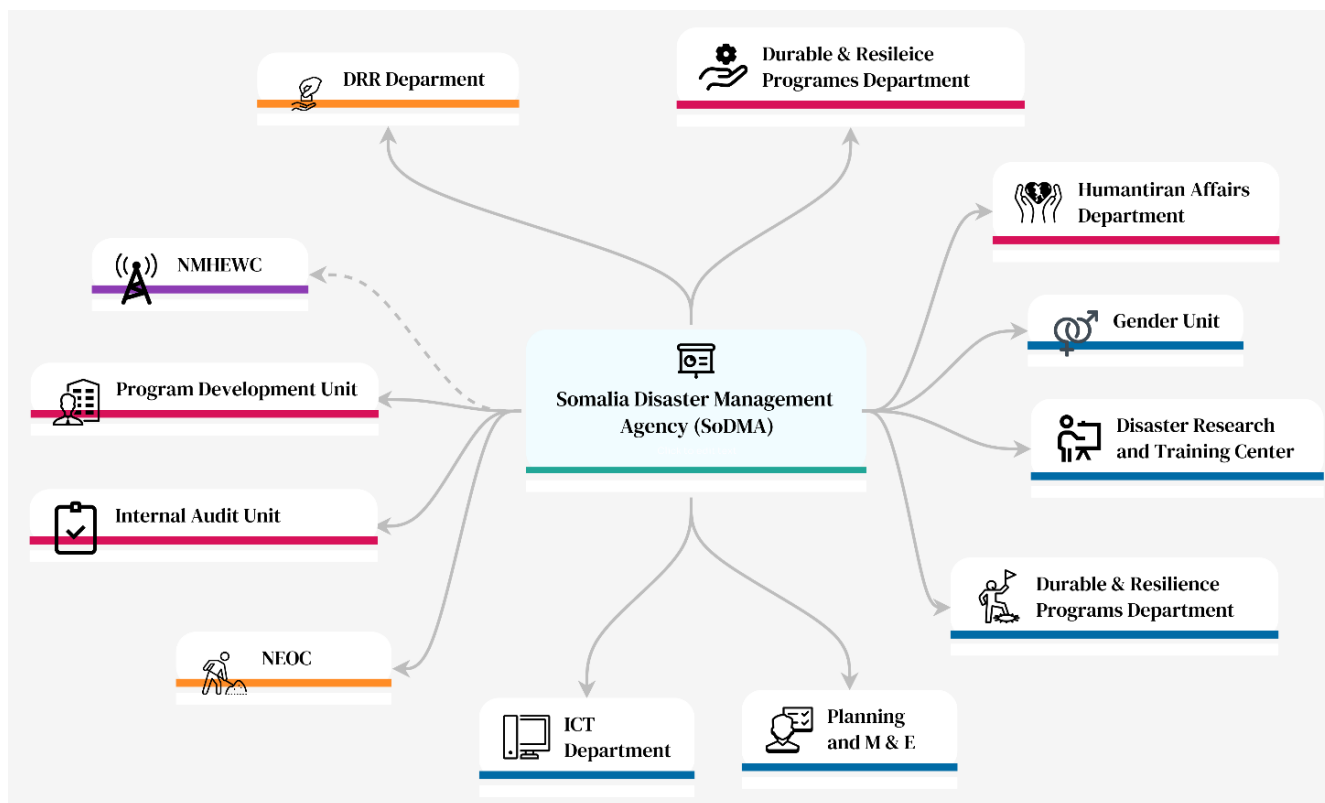 DRR Deparment
Durable & Resileice
Programes Department
Humantiran Affairs
Department
NMHEWC
Gender Unit
Program Development Unit
Somalia Disaster Management
Agency (SoDMA)
Disaster Research
and Training Center
Internal Audit Unit
Durable & Resilience
Programs Department
NEOC
ICT
Department
Planning
and M & E